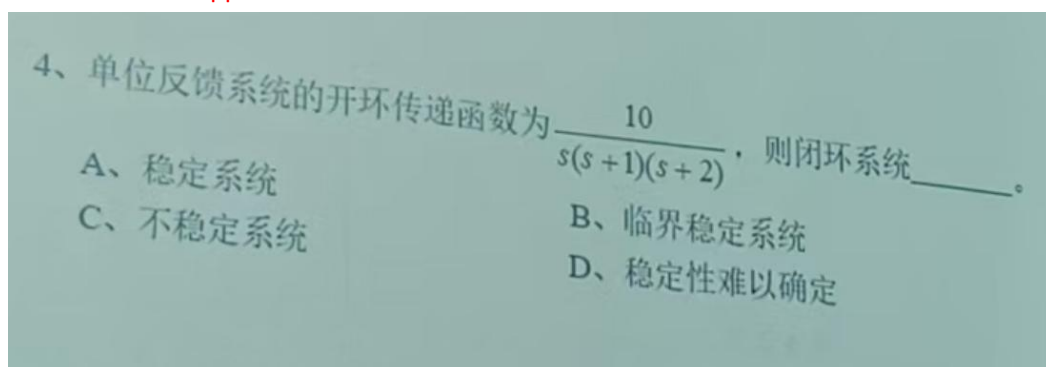 4、单位反馈系统的开环传递函数为 \frac{10}{s(s+1)(s+2)}，则闭环系统______。
A、稳定系统
B、临界稳定系统
C、不稳定系统
D、稳定性难以确定